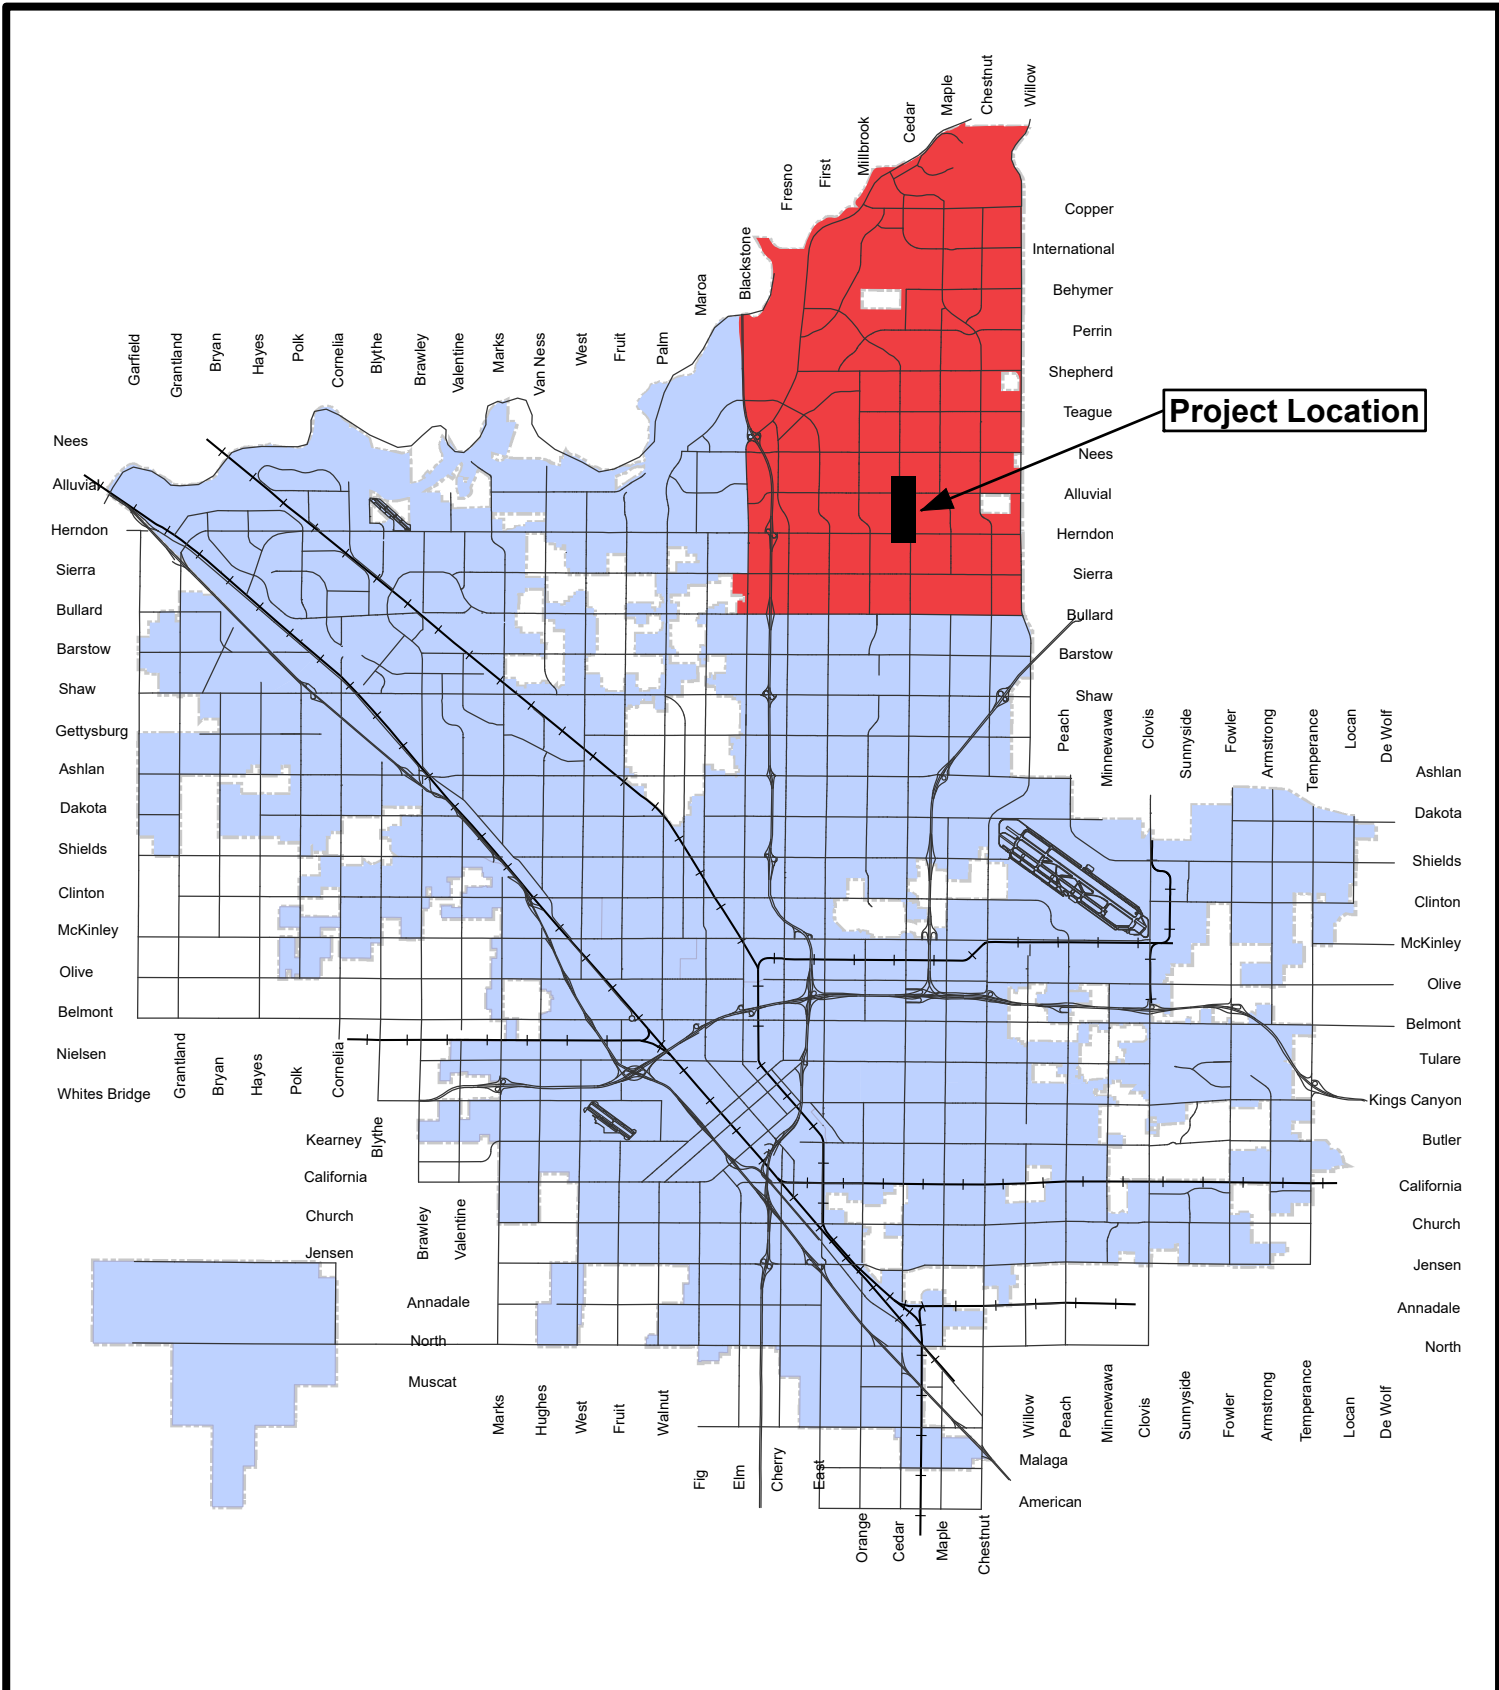 Willow
Chestnut
Maple
Cedar
Millbrook
First
Fresno
Blackstone
Maroa
Palm
Fruit
West
Van Ness
Marks
Valentine
Brawley
Blythe
Cornelia
Polk
Hayes
Bryan
Grantland
Garfield
Copper
International
Behymer
Perrin
Shepherd
Teague
Nees
Alluvial
Herndon
Sierra
Bullard
Barstow
Shaw
Project Location
Nees
Alluvial
Herndon
Sierra
Bullard
Barstow
Shaw
Gettysburg
Ashlan
Dakota
Shields
Clinton
McKinley
Olive
Belmont
Nielsen
Whites Bridge
Peach
Minnewawa
Clovis
Sunnyside
Fowler
Armstrong
Temperance
Locan
De Wolf
Ashlan
Dakota
Shields
Clinton
McKinley
Olive
Belmont
Tulare
Kings Canyon
Butler
California
Church
Jensen
Annadale
North
Grantland
Bryan
Hayes
Polk
Cornelia
Blythe
Kearney
California
Church
Jensen
Brawley
Valentine
Annadale
North
Muscat
Marks
Hughes
West
Fruit
Walnut
Fig
Elm
Cherry
East
Orange
Cedar
Maple
Chestnut
Willow
Peach
Minnewawa
Clovis
Sunnyside
Fowler
Armstrong
Temperance
Locan
De Wolf
Malaga
American